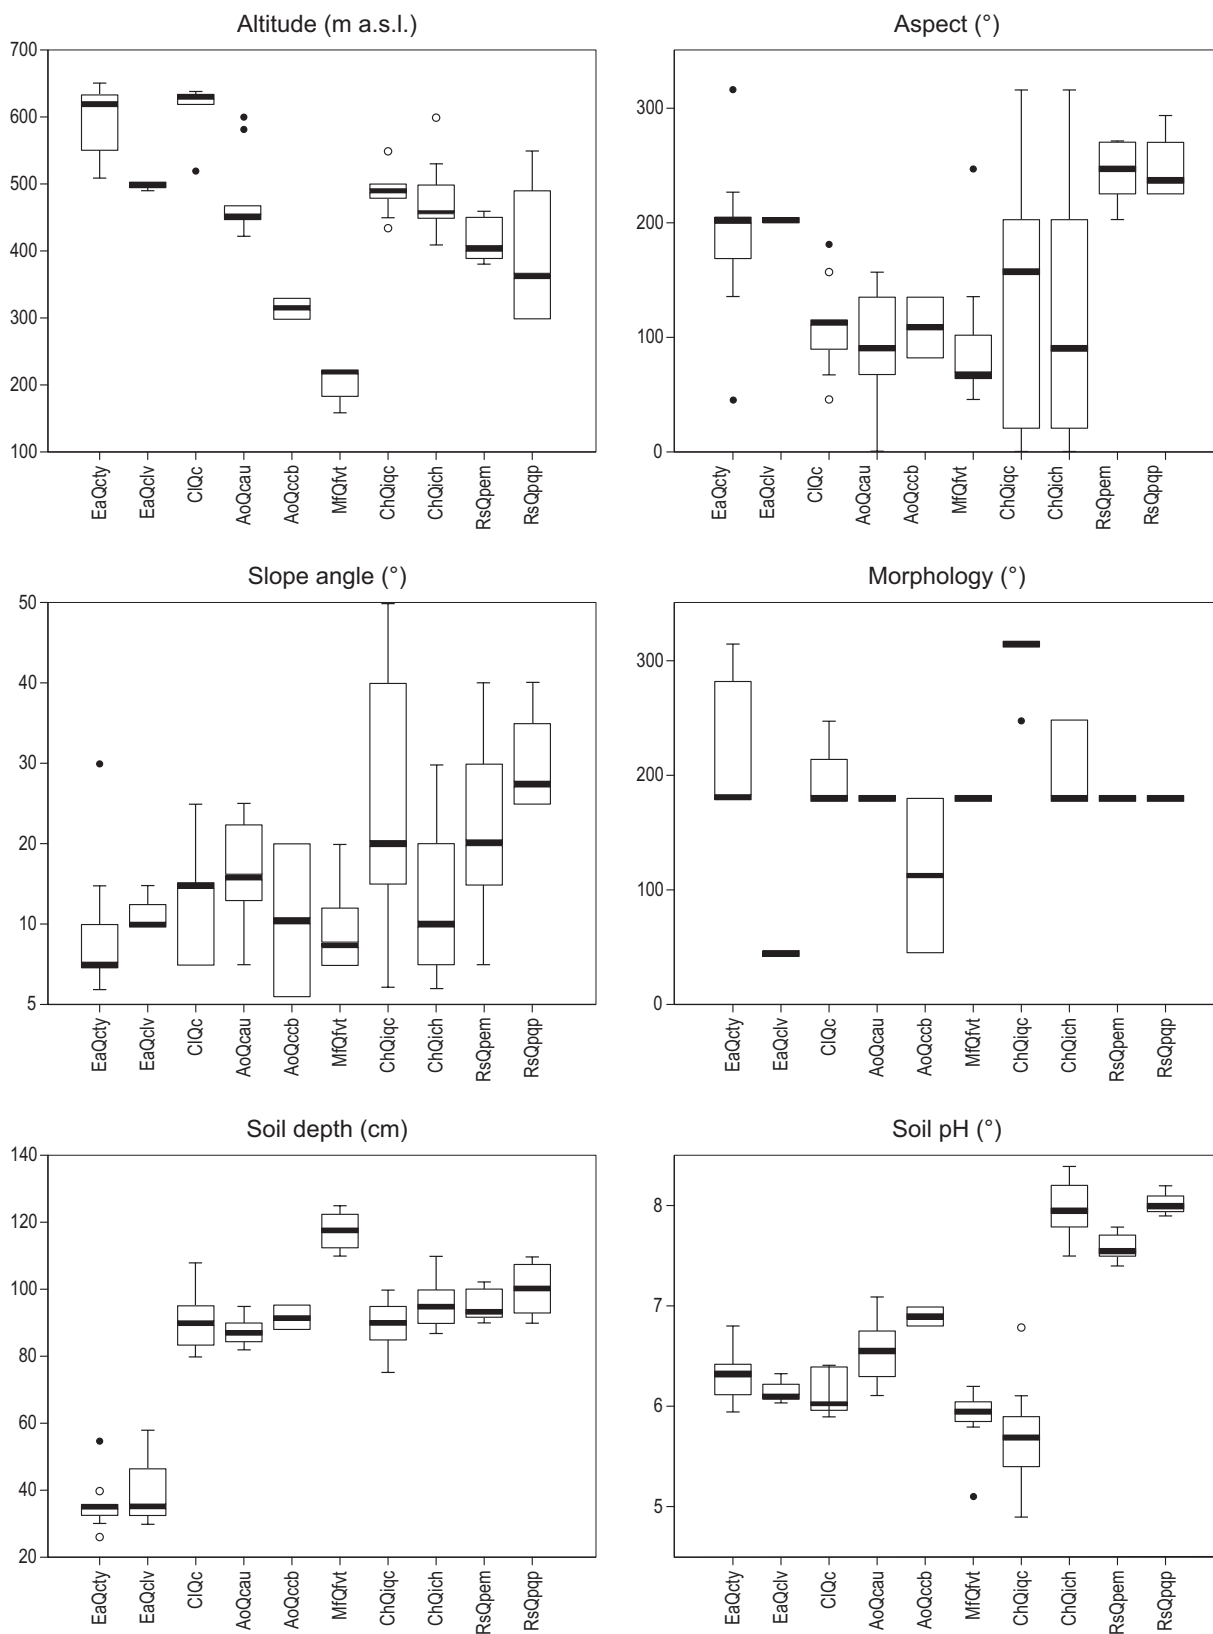 Altitude (m a.s.l.)
700
600
500
400
300
200
100
EaQcty
EaQclv
ClQc
AoQcau
AoQccb
MfQfvt
ChQiqc
ChQich
RsQpem
RsQpqp
Aspect (°)
300
200
100
0
EaQcty
EaQclv
ClQc
AoQcau
AoQccb
MfQfvt
ChQiqc
ChQich
RsQpem
RsQpqp
Slope angle (°)
50
40
30
20
10
5
EaQcty
EaQclv
ClQc
AoQcau
AoQccb
MfQfvt
ChQiqc
ChQich
RsQpem
RsQpqp
Morphology (°)
300
200
100
0
EaQcty
EaQclv
ClQc
AoQcau
AoQccb
MfQfvt
ChQiqc
ChQich
RsQpem
RsQpqp
Soil depth (cm)
140
120
100
80
60
40
20
EaQcty
EaQclv
ClQc
AoQcau
AoQccb
MfQfvt
ChQiqc
ChQich
RsQpem
RsQpqp
Soil pH (°)
8
7
6
5
EaQcty
EaQclv
ClQc
AoQcau
AoQccb
MfQfvt
ChQiqc
ChQich
RsQpem
RsQpqp